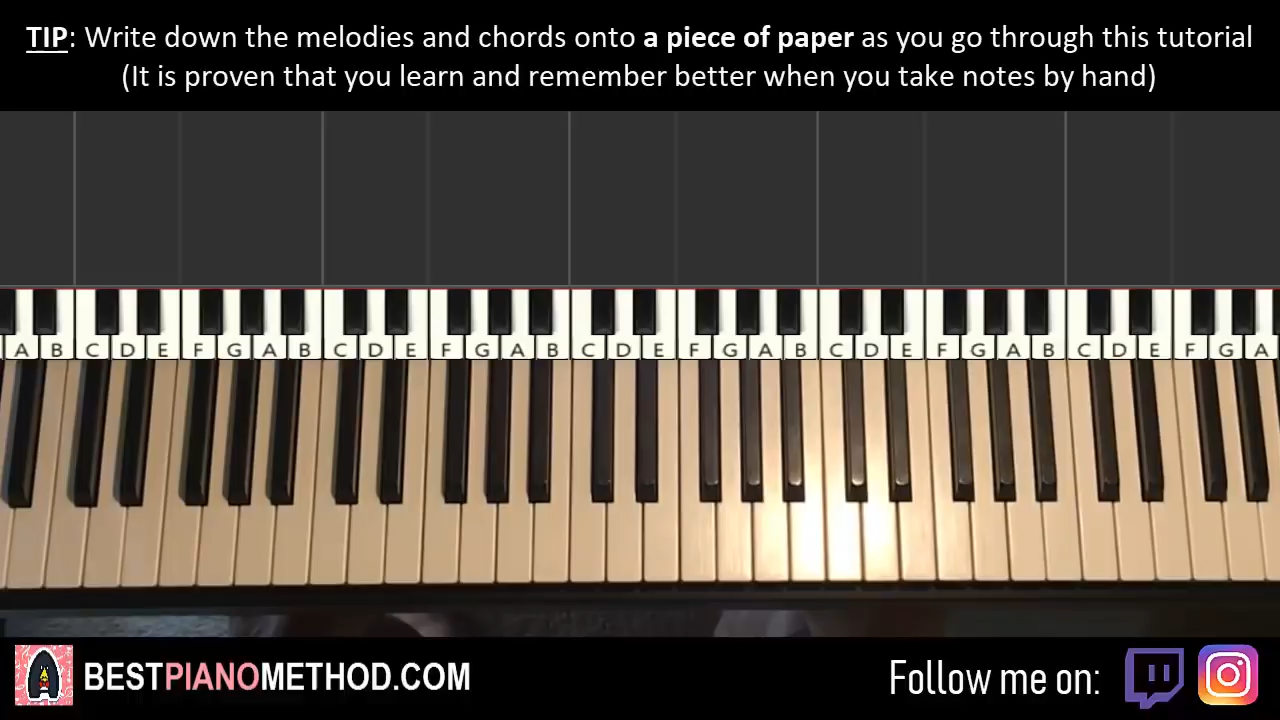 TIP: Write down the melodies and chords onto a piece of paper as you go through this tutorial
(It is proven that you learn and remember better when you take notes by hand)
A B C D E F G A B C D E F G A B C D E F G A B C D E F G A B C D E F G A
BESTPIANOMETHOD.COM
Follow me on: